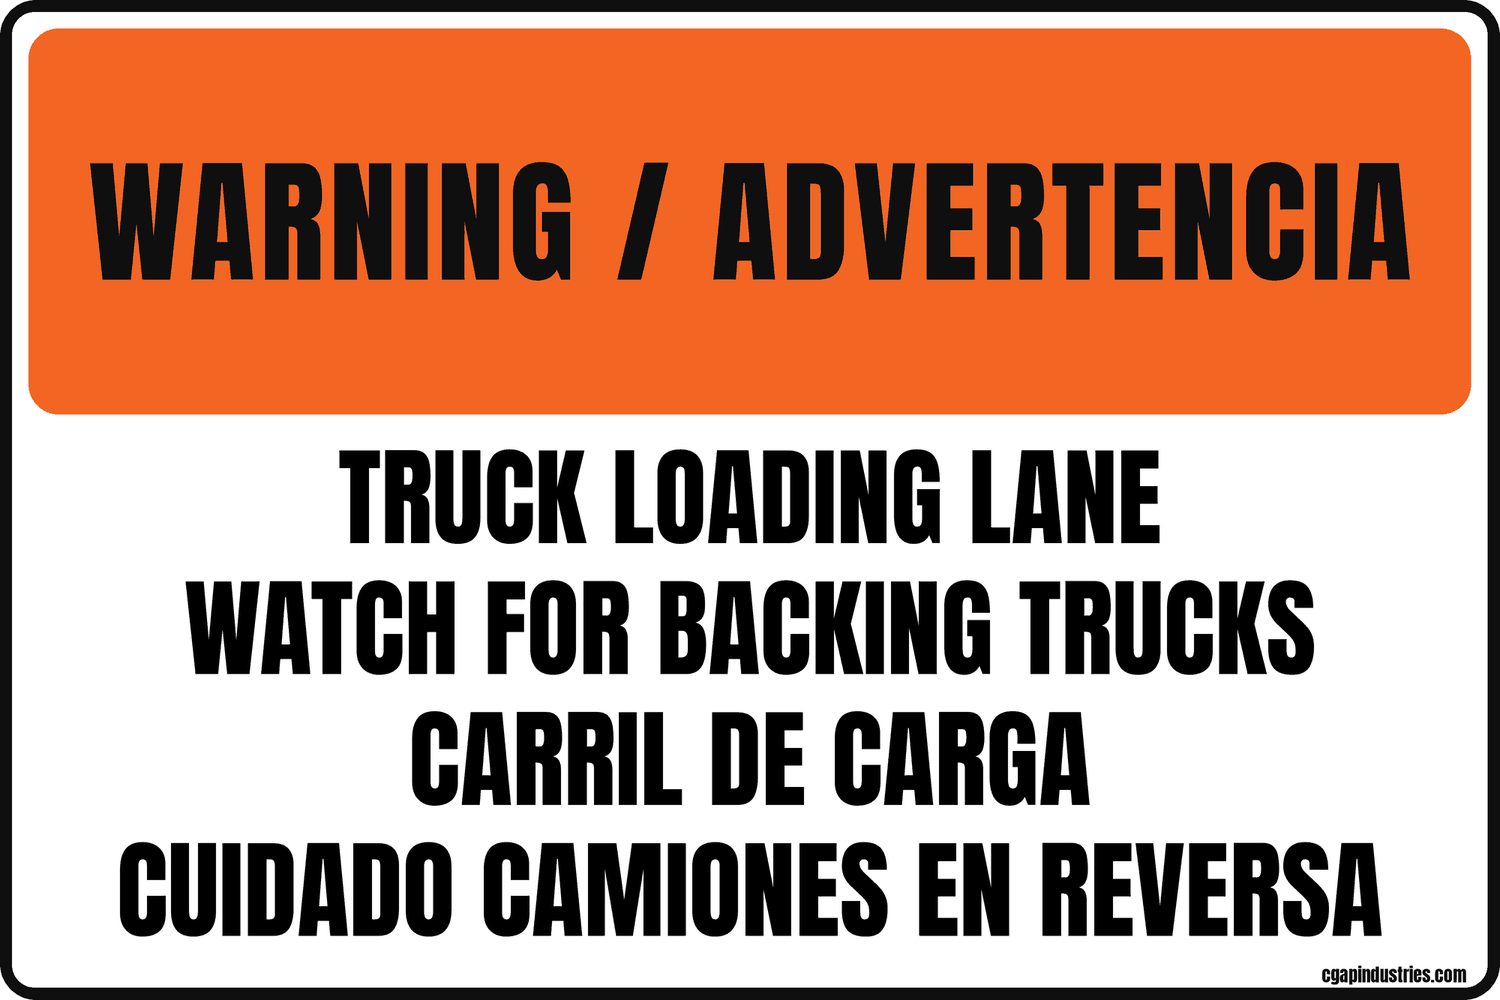 WARNING / ADVERTENCIA
TRUCK LOADING LANE
WATCH FOR BACKING TRUCKS
CARRIL DE CARGA
CUIDADO CAMIONES EN REVERSA
cgapindustries.com